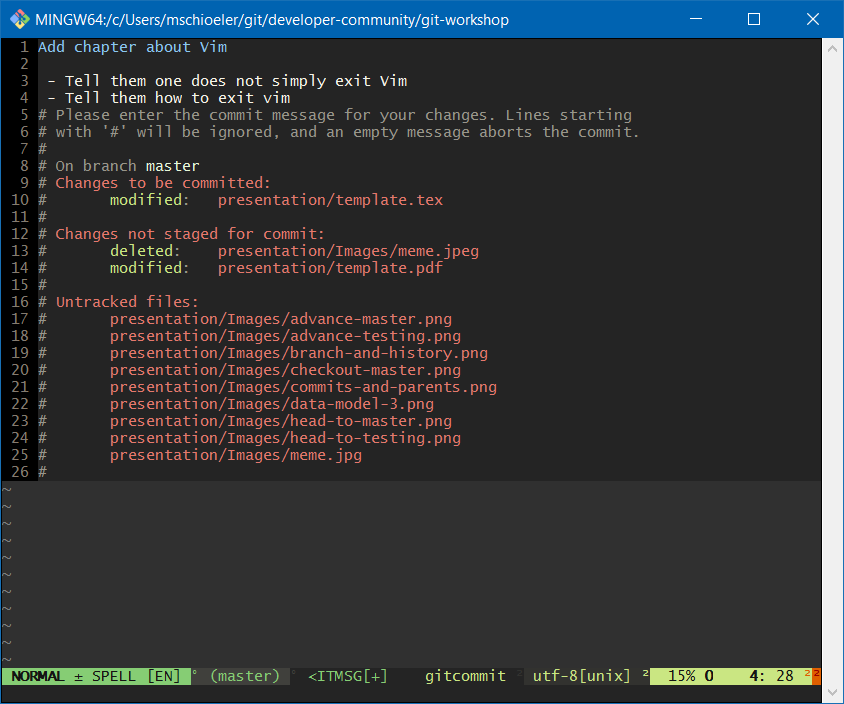 MINGW64:/c/Users/mschioeler/git/developer-community/git-workshop
1 Add chapter about Vim
2
3  - Tell them one does not simply exit Vim
4  - Tell them how to exit vim
5 # Please enter the commit message for your changes. Lines starting
6 # with '#' will be ignored, and an empty message aborts the commit.
7 #
8 # On branch master
9 # Changes to be committed:
10 #       modified:   presentation/template.tex
11 #
12 # Changes not staged for commit:
13 #       deleted:    presentation/Images/meme.jpeg
14 #       modified:   presentation/template.pdf
15 #
16 # Untracked files:
17 #       presentation/Images/advance-master.png
18 #       presentation/Images/advance-testing.png
19 #       presentation/Images/branch-and-history.png
20 #       presentation/Images/checkout-master.png
21 #       presentation/Images/commits-and-parents.png
22 #       presentation/Images/data-model-3.png
23 #       presentation/Images/head-to-master.png
24 #       presentation/Images/head-to-testing.png
25 #       presentation/Images/meme.jpg
26 #
~
~
~
~
~
~
~
~
~
~
~
NORMAL ± SPELL [EN] (master) <ITMSG[+] gitcommit utf-8[unix] 15% 4: 28